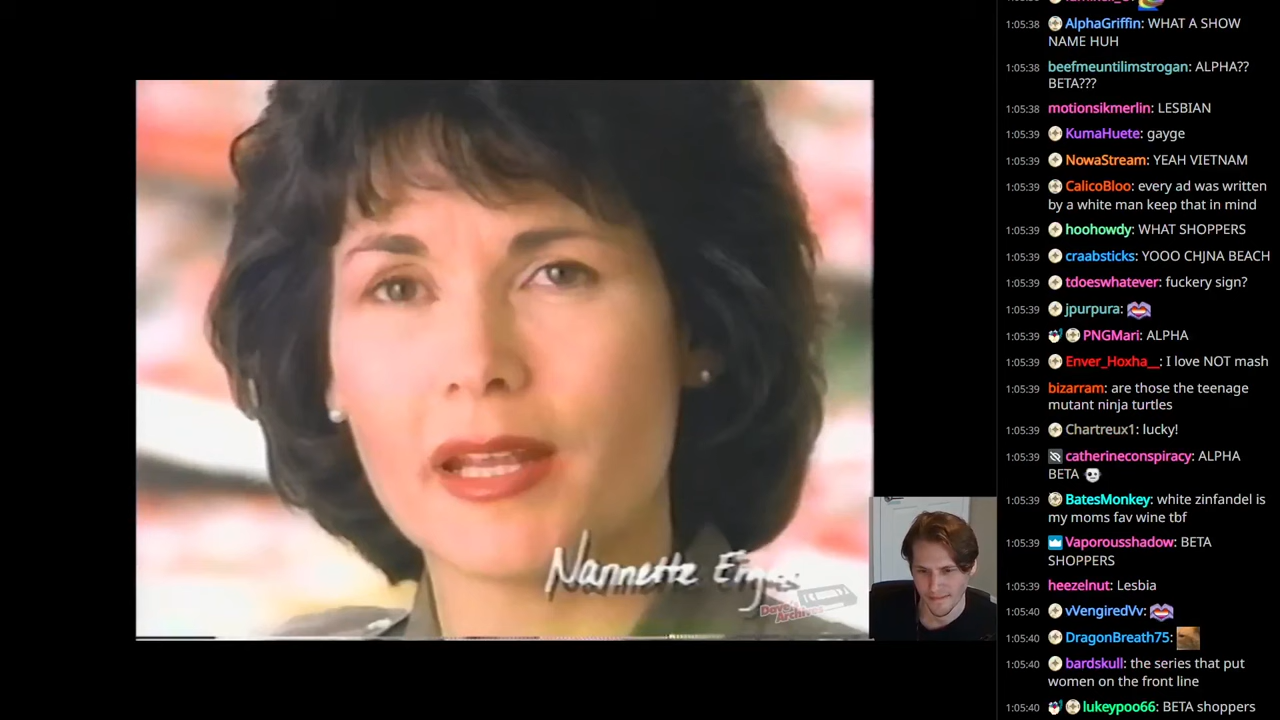 Nannette
Dave's
Archives
AlphaGriffin: WHAT A SHOW
NAME HUH
1:05:38
beefmeuntilimstrogan: ALPHA??
BETA???
1:05:38
motionsikmerlin: LESBIAN
1:05:38
KumaHuete: gayge
1:05:39
NowaStream: YEAH VIETNAM
1:05:39
CalicoBloo: every ad was written
by a white man keep that in mind
1:05:39
hoohowdy: WHAT SHOPPERS
1:05:39
craabsticks: YOOO CHJNA BEACH
1:05:39
tdoeswhatever: fuckery sign?
1:05:39
jpurpura:
1:05:39
PNGMari: ALPHA
1:05:39
Enver_Hoxha__: I love NOT mash
1:05:39
bizarram: are those the teenage
mutant ninja turtles
1:05:39
Chartreux1: lucky!
1:05:39
catherineconspiracy: ALPHA
BETA
1:05:39
BatesMonkey: white zinfandel is
my moms fav wine tbf
1:05:39
Vaporousshadow: BETA
SHOPPERS
1:05:39
heezelnut: Lesbia
1:05:39
vVengiredVv:
1:05:40
DragonBreath75:
1:05:40
bardskull: the series that put
women on the front line
1:05:40
lukeypoo66: BETA shoppers
1:05:40